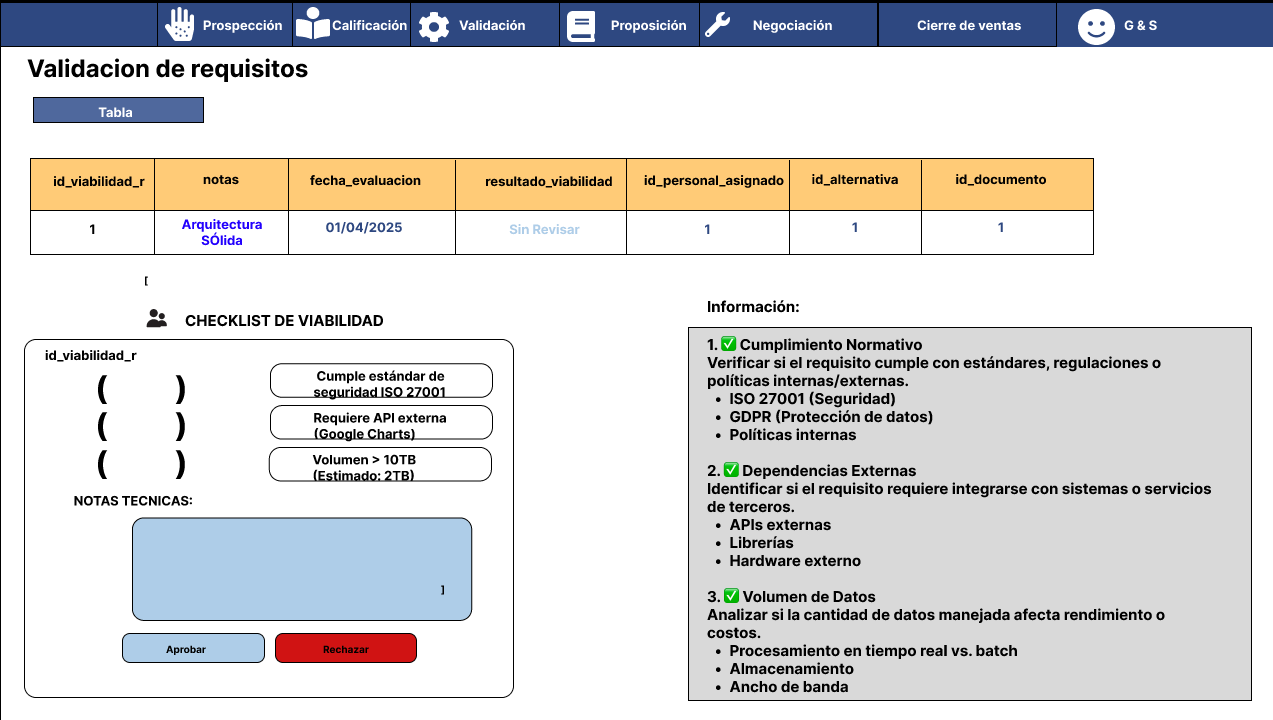 Prospección
Calificación
Validación
Proposición
Negociación
Cierre de ventas
G & S
Validacion de requisitos
Tabla
id_viabilidad_r notas fecha_evaluacion resultado_viabilidad id_personal_asignado id_alternativa id_documento
1 Arquitectura SÓlida 01/04/2025 Sin Revisar 1 1 1
[
CHECKLIST DE VIABILIDAD
id_viabilidad_r
( )
Cumple estándar de
seguridad ISO 27001
( )
Requiere API externa
(Google Charts)
( )
Volumen > 10TB
(Estimado: 2TB)
NOTAS TECNICAS:
]
Aprobar
Rechazar
Información:
1. ✅ Cumplimiento Normativo
Verificar si el requisito cumple con estándares, regulaciones o
políticas internas/externas.
• ISO 27001 (Seguridad)
• GDPR (Protección de datos)
• Políticas internas
2. ✅ Dependencias Externas
Identificar si el requisito requiere integrarse con sistemas o servicios
de terceros.
• APIs externas
• Librerías
• Hardware externo
3. ✅ Volumen de Datos
Analizar si la cantidad de datos manejada afecta rendimiento o
costos.
• Procesamiento en tiempo real vs. batch
• Almacenamiento
• Ancho de banda